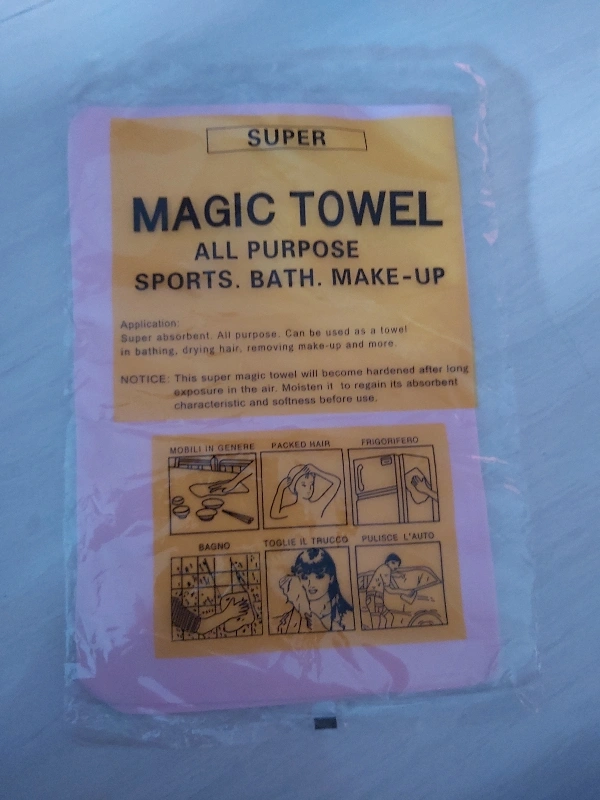 SUPER
MAGIC TOWEL
ALL PURPOSE
SPORTS. BATH. MAKE-UP
Application:
Super absorbent. All purpose. Can be used as a towel
in bathing, drying hair, removing make-up and more.
NOTICE: This super magic towel will become hardened after long
exposure in the air. Moisten it to regain its absorbent
characteristic and softness before use.
MOBILI IN GENERE PACKED HAIR FRIGORIFERO
BAGNO TOGLIE IL TRUCCO PULISCE L'AUTO